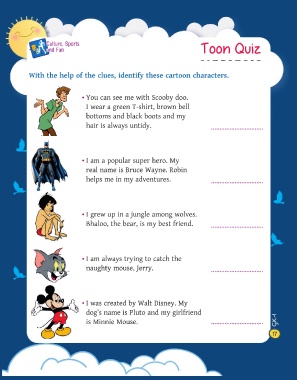 Culture, Sports
and Fun
Toon Quiz
With the help of the clues, identify these cartoon characters.
• You can see me with Scooby doo.
I wear a green T-shirt, brown bell
bottoms and black boots and my
hair is always untidy.
• I am a popular super hero. My
real name is Bruce Wayne. Robin
helps me in my adventures.
• I grew up in a jungle among wolves.
Bhaloo, the bear, is my best friend.
• I am always trying to catch the
naughty mouse, Jerry.
• I was created by Walt Disney. My
dog's name is Pluto and my girlfriend
is Minnie Mouse.
GK-1
17